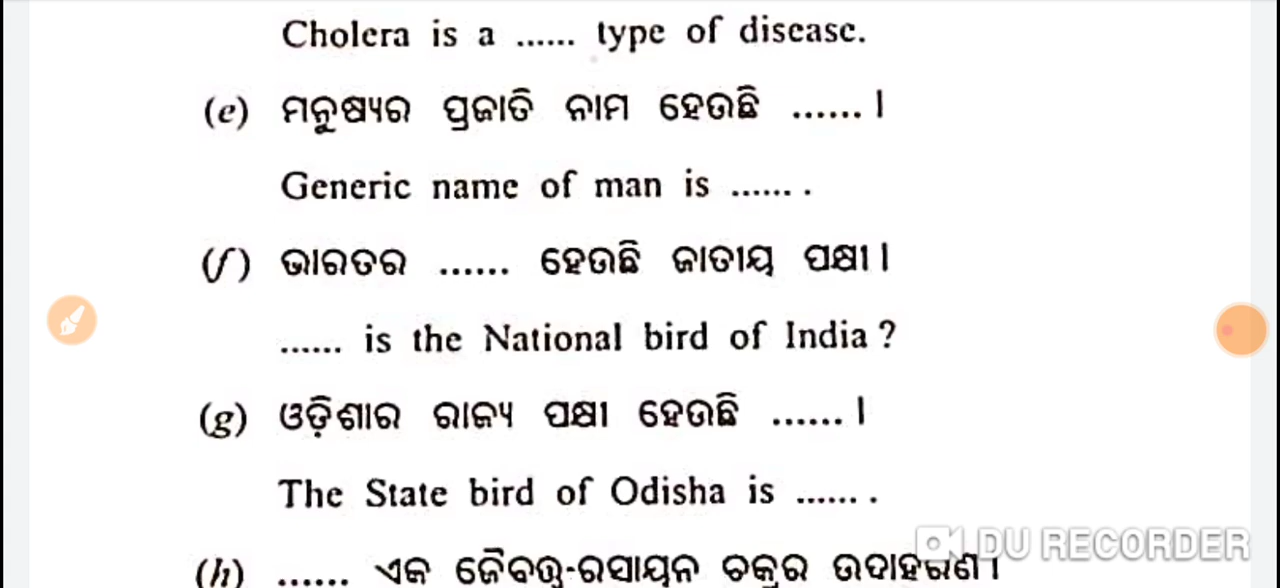 Cholera is a ...... type of disease.
(e) ମନୁଷ୍ୟର ପ୍ରଜାତି ନାମ ହେଉଛି ...... ।
Generic name of man is ...... .
(f) ଭାରତର ...... ହେଉଛି ଜାତୀୟ ପକ୍ଷୀ ।
...... is the National bird of India ?
(g) ଓଡ଼ିଶାର ରାଜ୍ୟ ପକ୍ଷୀ ହେଉଛି ...... ।
The State bird of Odisha is ...... .
(h) ...... ଏକ ଜୈବତ୍ତ୍ୱ-ରସାୟନ ଚକ୍ରର ଉଦାହରଣ ।
DU RECORDER